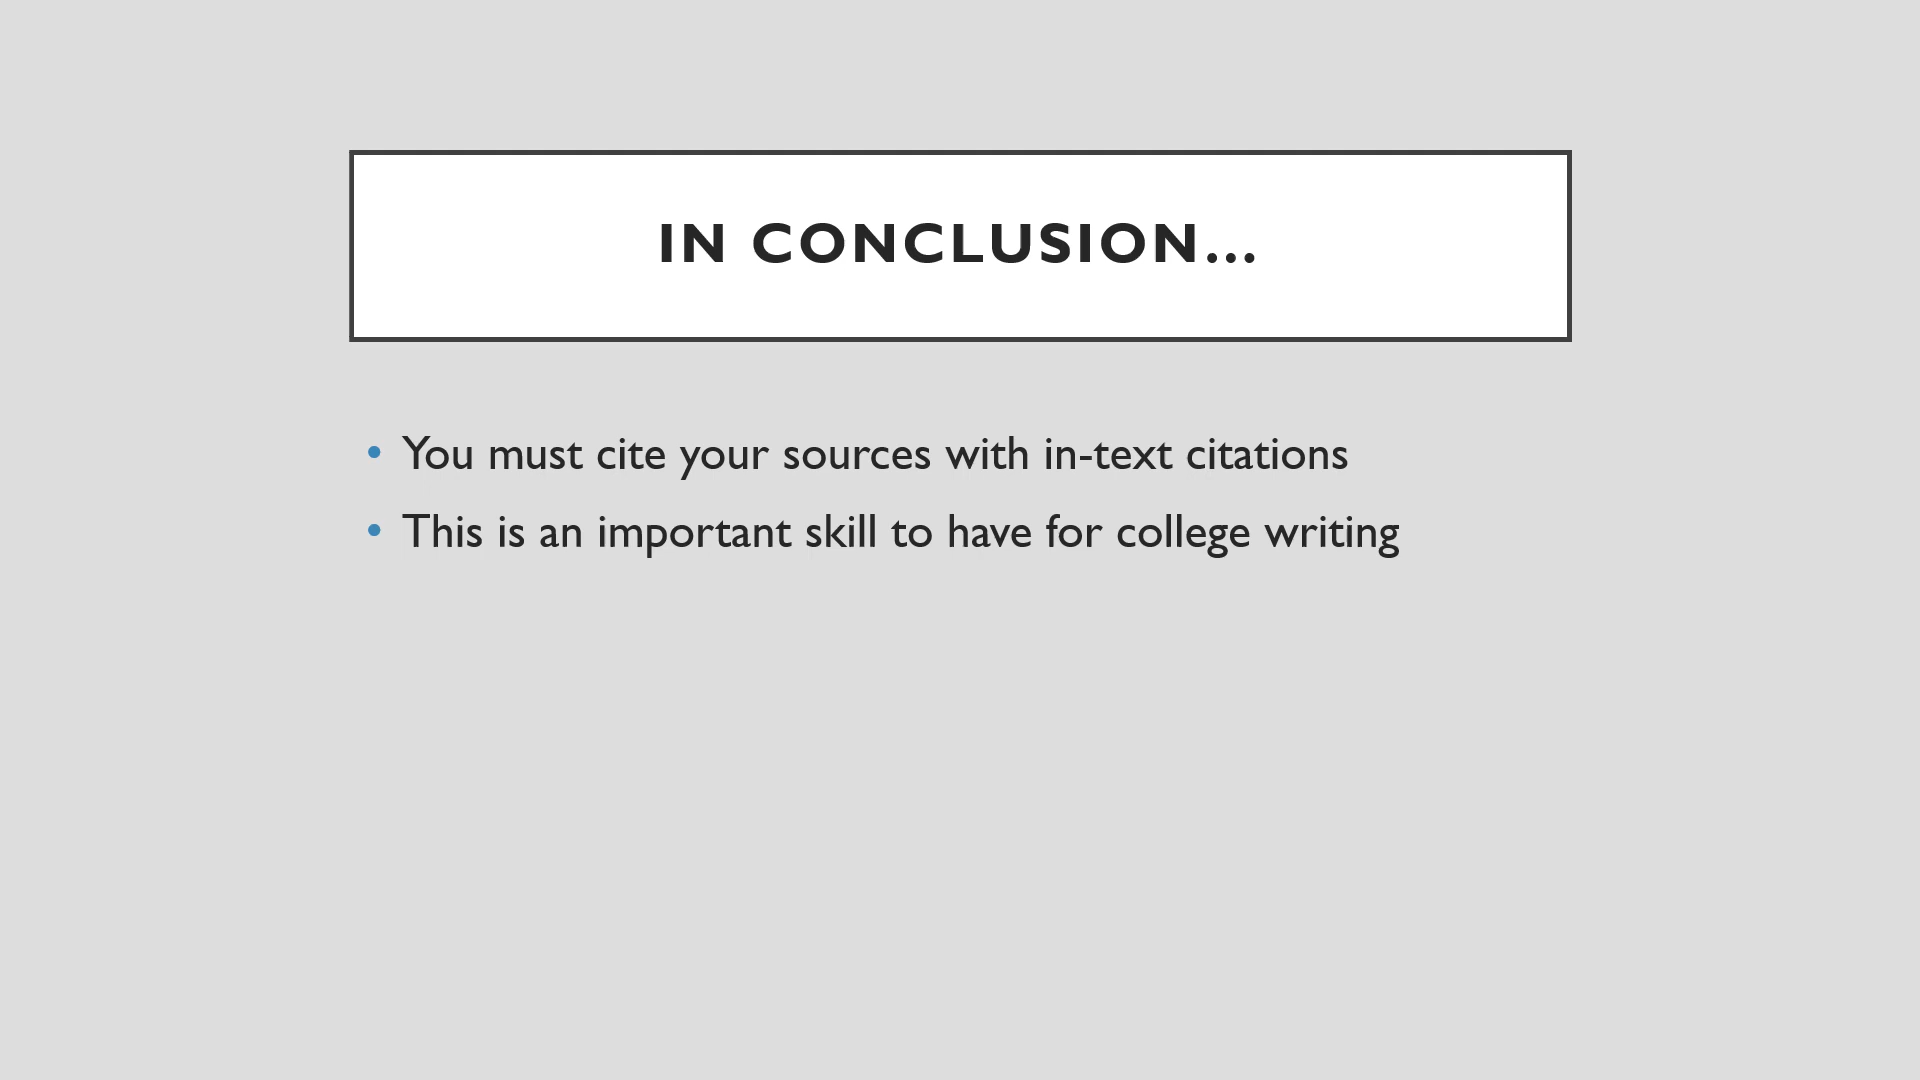 IN CONCLUSION…
• You must cite your sources with in-text citations
• This is an important skill to have for college writing